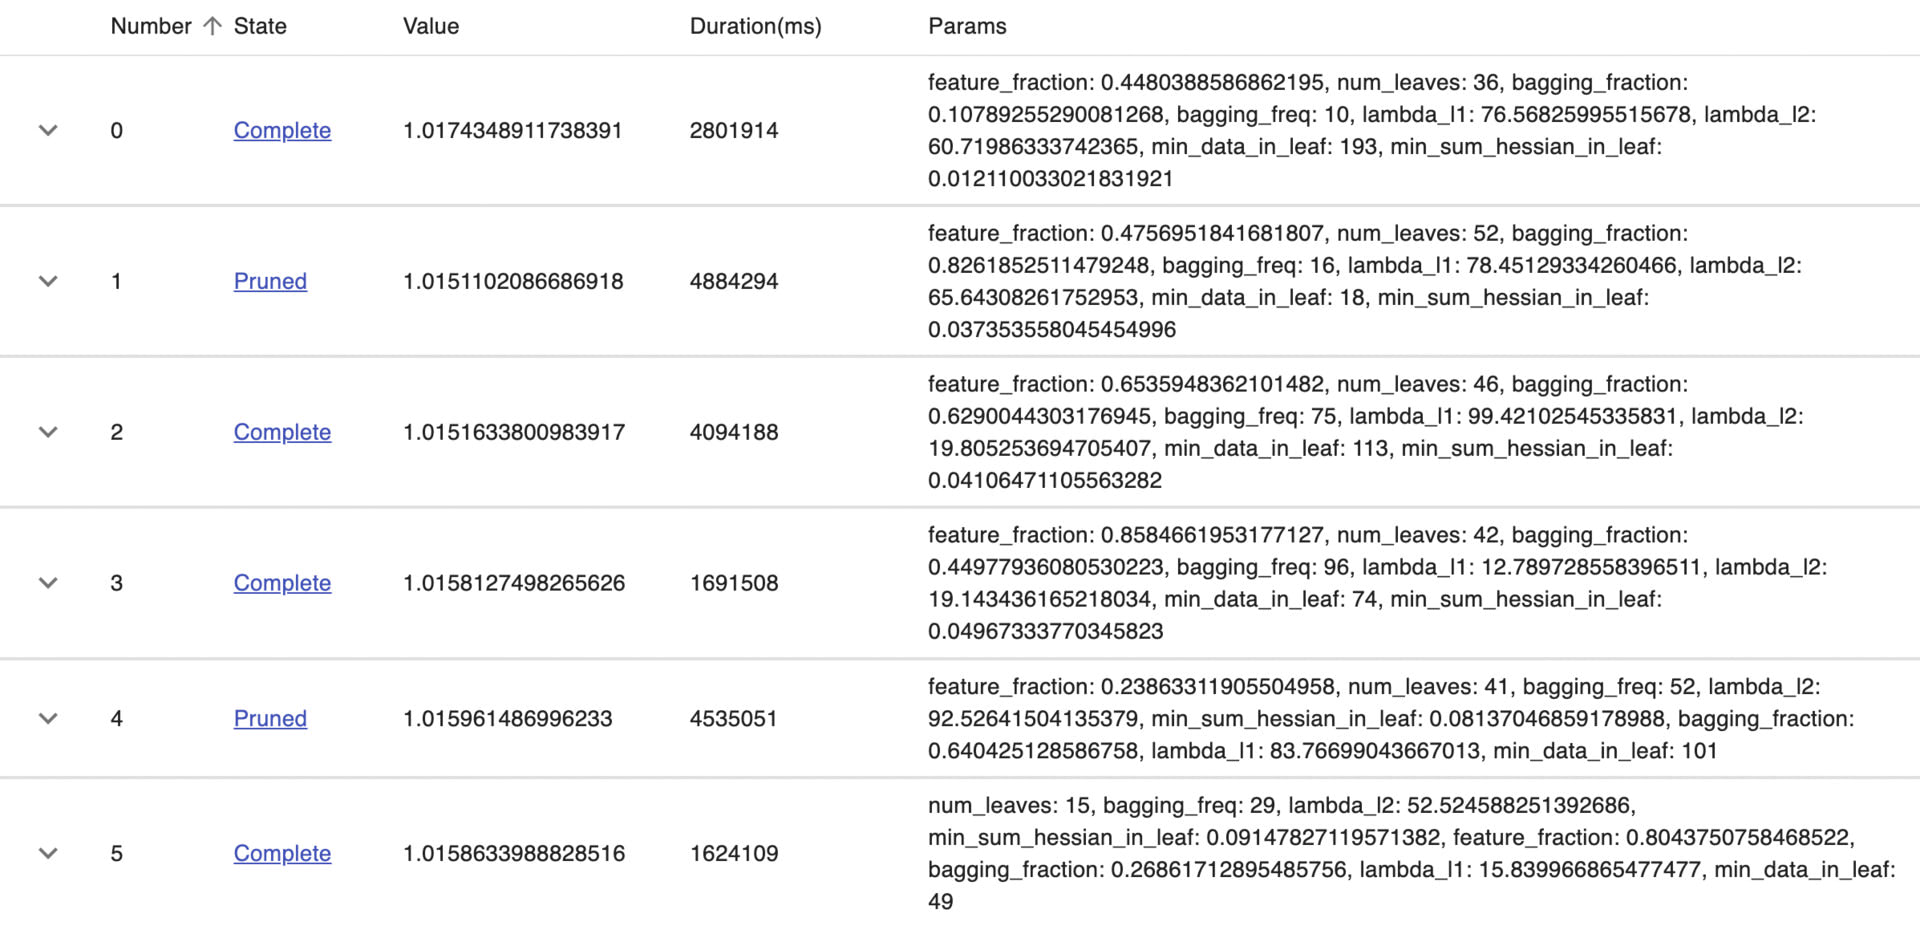 Number ↑ State Value Duration(ms) Params
feature_fraction: 0.4480388586862195, num_leaves: 36, bagging_fraction:
0 Complete 1.0174348911738391 2801914 0.10789255290081268, bagging_freq: 10, lambda_l1: 76.56825995515678, lambda_l2:
60.71986333742365, min_data_in_leaf: 193, min_sum_hessian_in_leaf:
0.012110033021831921
feature_fraction: 0.4756951841681807, num_leaves: 52, bagging_fraction:
1 Pruned 1.0151102086686918 4884294 0.8261852511479248, bagging_freq: 16, lambda_l1: 78.45129334260466, lambda_l2:
65.64308261752953, min_data_in_leaf: 18, min_sum_hessian_in_leaf:
0.037353558045454996
feature_fraction: 0.6535948362101482, num_leaves: 46, bagging_fraction:
2 Complete 1.0151633800983917 4094188 0.6290044303176945, bagging_freq: 75, lambda_l1: 99.42102545335831, lambda_l2:
19.805253694705407, min_data_in_leaf: 113, min_sum_hessian_in_leaf:
0.04106471105563282
feature_fraction: 0.8584661953177127, num_leaves: 42, bagging_fraction:
3 Complete 1.0158127498265626 1691508 0.44977936080530223, bagging_freq: 96, lambda_l1: 12.789728558396511, lambda_l2:
19.143436165218034, min_data_in_leaf: 74, min_sum_hessian_in_leaf:
0.04967333770345823
feature_fraction: 0.23863311905504958, num_leaves: 41, bagging_freq: 52, lambda_l2:
4 Pruned 1.015961486996233 4535051 92.52641504135379, min_sum_hessian_in_leaf: 0.08137046859178988, bagging_fraction:
0.640425128586758, lambda_l1: 83.76699043667013, min_data_in_leaf: 101
num_leaves: 15, bagging_freq: 29, lambda_l2: 52.524588251392686,
5 Complete 1.0158633988828516 1624109 min_sum_hessian_in_leaf: 0.09147827119571382, feature_fraction: 0.8043750758468522,
bagging_fraction: 0.26861712895485756, lambda_l1: 15.839966865477477, min_data_in_leaf:
49